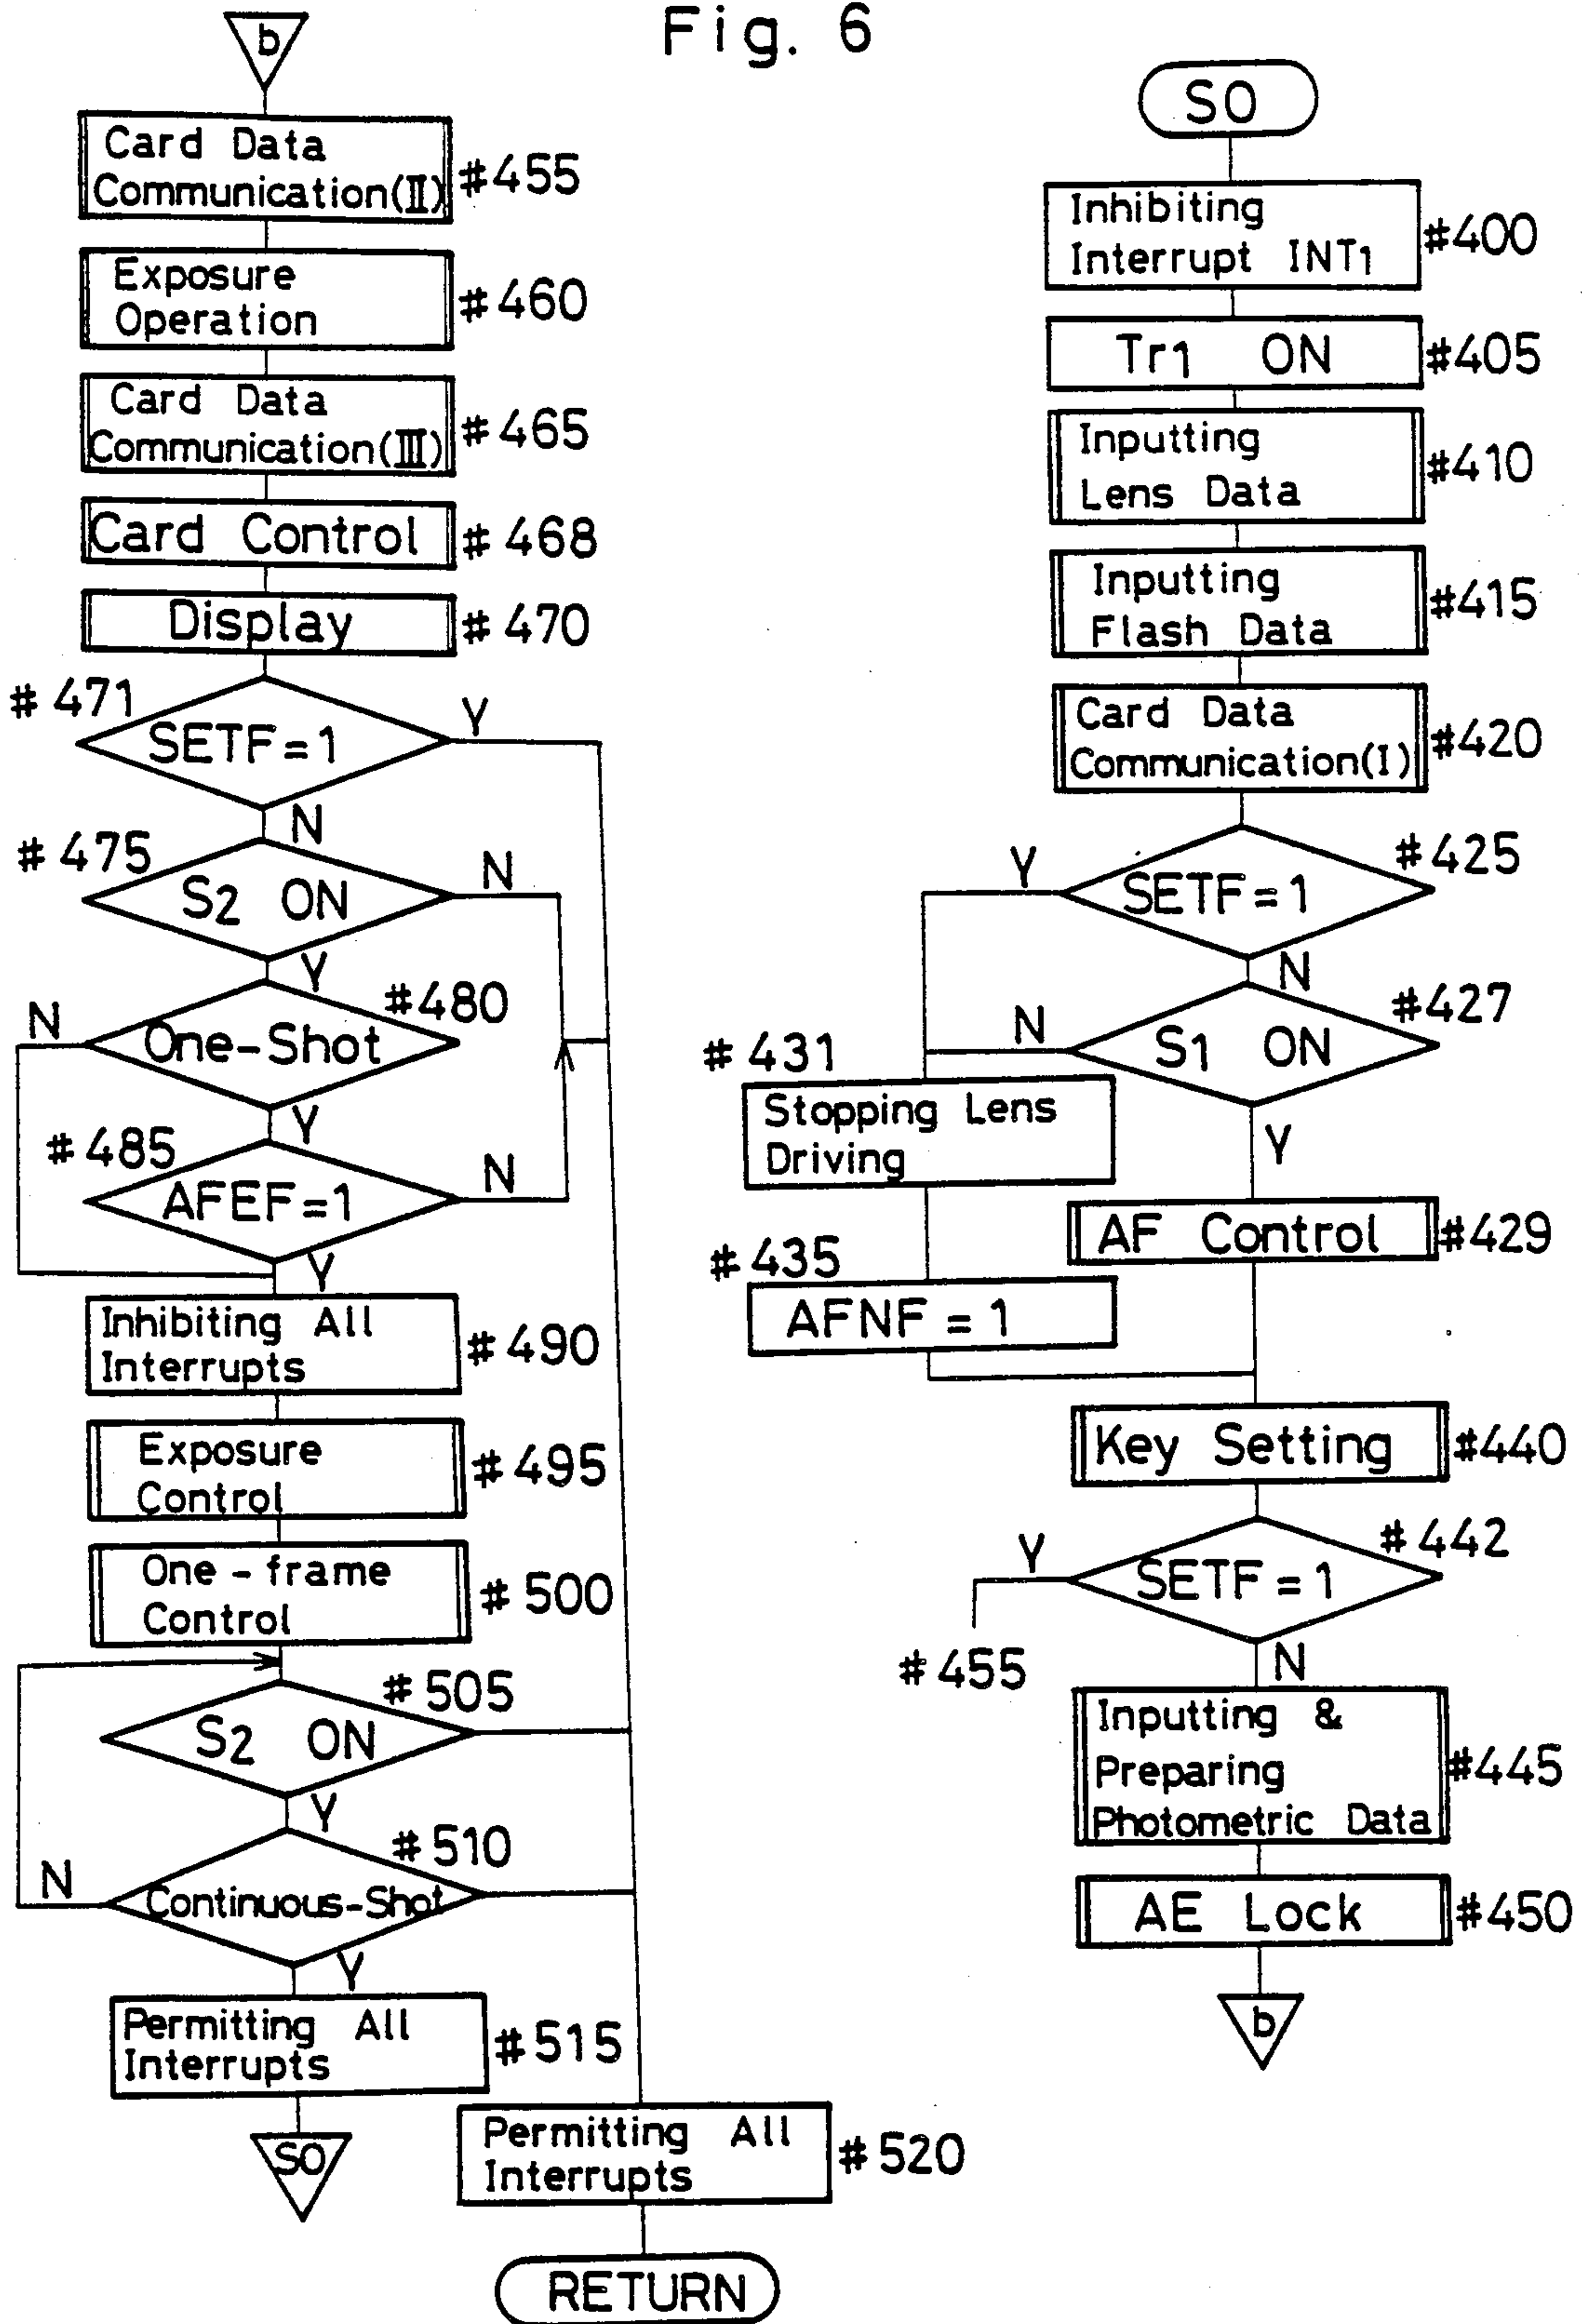 Fig. 6
b
Card Data
Communication(II) #455
Exposure
Operation #460
Card Data
Communication(III) #465
Card Control #468
Display #470
#471
SETF=1
Y
N
#475
S2 ON
N
Y
#480
One-Shot
N
Y
#485
AFEF=1
N
Y
Inhibiting All
Interrupts #490
Exposure
Control #495
One-frame
Control #500
#505
S2 ON
Y
#510
Continuous-Shot
N
Y
Permitting All
Interrupts #515
SO
Permitting All
Interrupts #520
RETURN
SO
Inhibiting
Interrupt INT1 #400
Tr1 ON #405
Inputting
Lens Data #410
Inputting
Flash Data #415
Card Data
Communication(I) #420
#425
SETF=1
Y
N
#427
S1 ON
N
Y
#431
Stopping Lens
Driving
AF Control #429
#435
AFNF=1
Key Setting #440
#442
SETF=1
Y
#455
N
Inputting &
Preparing
Photometric Data #445
AE Lock #450
b